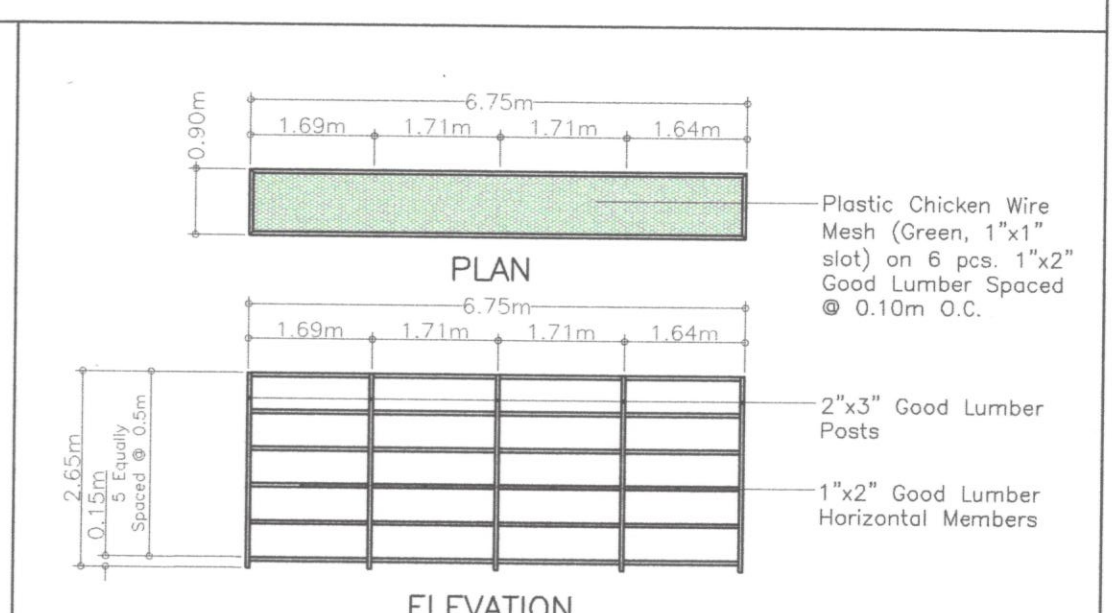 6.75m
1.69m 1.71m 1.71m 1.64m
0.90m
Plastic Chicken Wire
Mesh (Green, 1"x1"
slot) on 6 pcs. 1"x2"
Good Lumber Spaced
@ 0.10m O.C.
PLAN
6.75m
1.69m 1.71m 1.71m 1.64m
2.65m
0.15m
5 Equally
Spaced @ 0.5m
2"x3" Good Lumber
Posts
1"x2" Good Lumber
Horizontal Members
ELEVATION